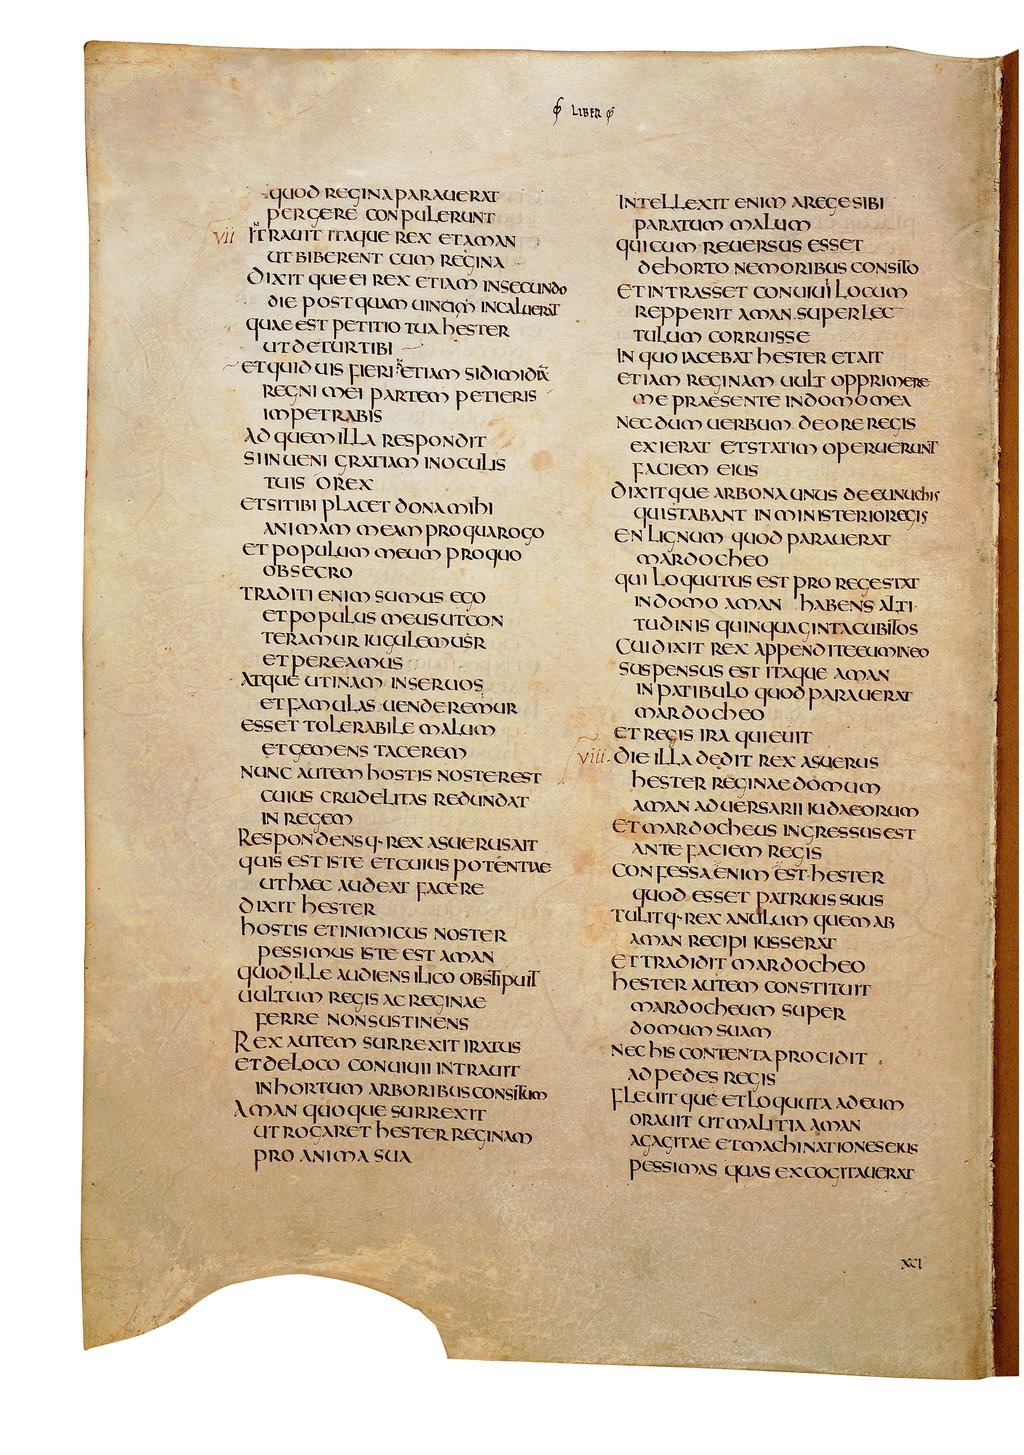 LIBER
QUOD REGINA PARAUERAT
PERGERE CONPULERUNT
VII INTRAUIT ITAQUE REX ET AMAN
UT BIBERENT CUM REGINA
DIXITQUE EI REX ETIAM IN SECUNDO
DIE POSTQUAM UINO INCALUERAT
QUAE EST PETITIO TUA HESTER
UT DETUR TIBI
ET QUID UIS FIERI ETIAM SI DIMIDIA
REGNI MEI PARTEM PETIERIS
IMPETRABIS
AD QUEM ILLA RESPONDIT
SI INUENI GRATIAM IN OCULIS
TUIS O REX
ET SI TIBI PLACET DONA MIHI
ANIMAM MEAM PRO QUA ROGO
ET POPULUM MEUM PRO QUO
OBSECRO
TRADITI ENIM SUMUS EGO
ET POPULUS MEUS UT CON
TERAMUR IUGULEMUR
ET PEREAMUS
ATQUE UTINAM IN SERUOS
ET FAMULAS UENDEREMUR
ESSET TOLERABILE MALUM
ET GEMENS TACEREM
NUNC AUTEM HOSTIS NOSTER EST
CUIUS CRUDELITAS REDUNDAT
IN REGEM
RESPONDENSQ· REX ASUERUS AIT
QUIS EST ISTE ET CUIUS POTENTIAE
UT HAEC AUDEAT FACERE
DIXIT HESTER
HOSTIS ET INIMICUS NOSTER
PESSIMUS ISTE EST AMAN
QUOD ILLE AUDIENS ILICO OBSTIPUIT
UULTUM REGIS AC REGINAE
FERRE NON SUSTINENS
REX AUTEM SURREXIT IRATUS
ET DE LOCO CONUIUII INTRAUIT
IN HORTUM ARBORIBUS CONSITUM
AMAN QUOQUE SURREXIT
UT ROGARET HESTER REGINAM
PRO ANIMA SUA
INTELLEXIT ENIM A REGE SIBI
PARATUM MALUM
QUI CUM REUERSUS ESSET
DE HORTO NEMORIBUS CONSITO
ET INTRASSET CONUIUII LOCUM
REPPERIT AMAN SUPER LEC
TULUM CORRUISSE
IN QUO IACEBAT HESTER ET AIT
ETIAM REGINAM UULT OPPRIMERE
ME PRAESENTE IN DOMO MEA
NECDUM UERBUM DE ORE REGIS
EXIERAT ET STATIM OPERUERUNT
FACIEM EIUS
DIXITQUE ARBONA UNUS DE EUNUCHIS
QUI STABANT IN MINISTERIO REGIS
EN LIGNUM QUOD PARAUERAT
MARDOCHEO
QUI LOQUUTUS EST PRO REGE STAT
IN DOMO AMAN HABENS ALTI
TUDINIS QUINQUAGINTA CUBITOS
CUI DIXIT REX APPENDITE EUM IN EO
SUSPENSUS EST ITAQUE AMAN
IN PATIBULO QUOD PARAUERAT
MARDOCHEO
ET REGIS IRA QUIEUIT
VIII DIE ILLA DEDIT REX ASUERUS
HESTER REGINAE DOMUM
AMAN ADUERSARII IUDAEORUM
ET MARDOCHEUS INGRESSUS EST
ANTE FACIEM REGIS
CONFESSA ENIM EST HESTER
QUOD ESSET PATRUUS SUUS
TULITQ· REX ANULUM QUEM AB
AMAN RECIPI IUSSERAT
ET TRADIDIT MARDOCHEO
HESTER AUTEM CONSTITUIT
MARDOCHEUM SUPER
DOMUM SUAM
NEC HIS CONTENTA PROCIDIT
AD PEDES REGIS
FLEUITQUE ET LOQUUTA AD EUM
ORAUIT UT MALITIA AMAN
AGAGITAE ET MACHINATIONES EIUS
PESSIMAS QUAS EXCOGITAUERAT
XCI